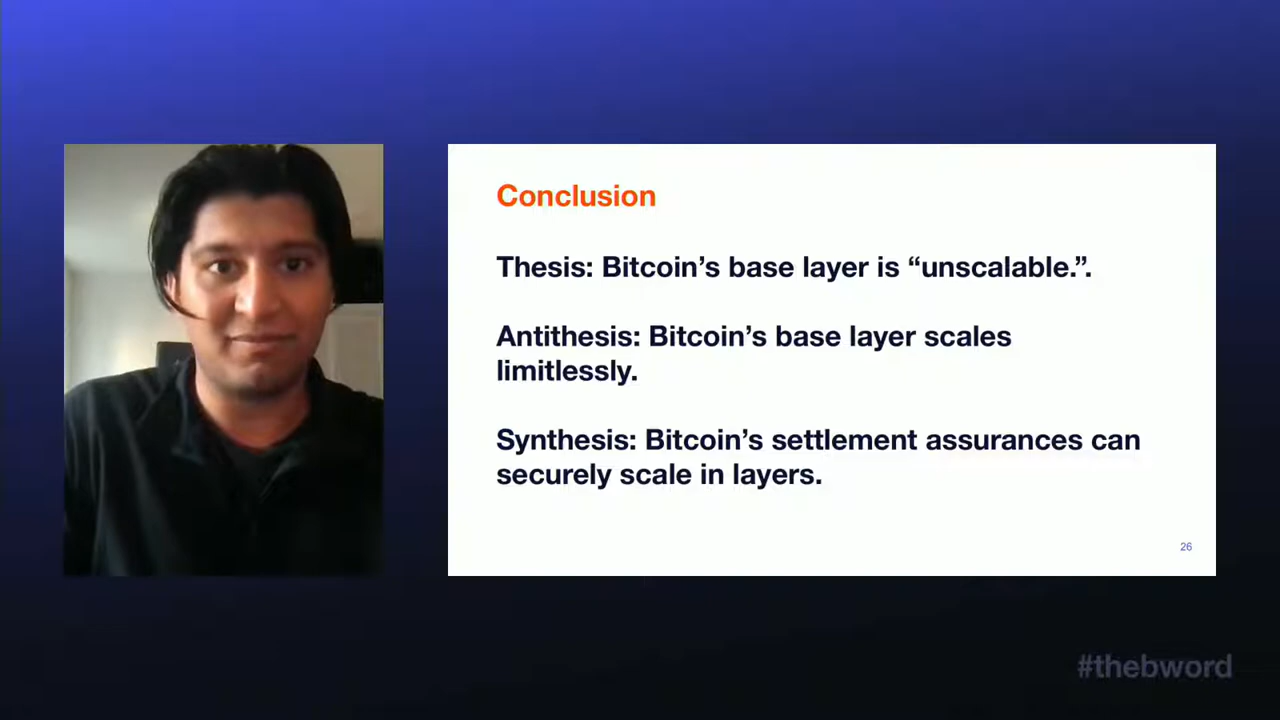 Conclusion
Thesis: Bitcoin’s base layer is “unscalable.”.
Antithesis: Bitcoin’s base layer scales
limitlessly.
Synthesis: Bitcoin’s settlement assurances can
securely scale in layers.
26
#thebword